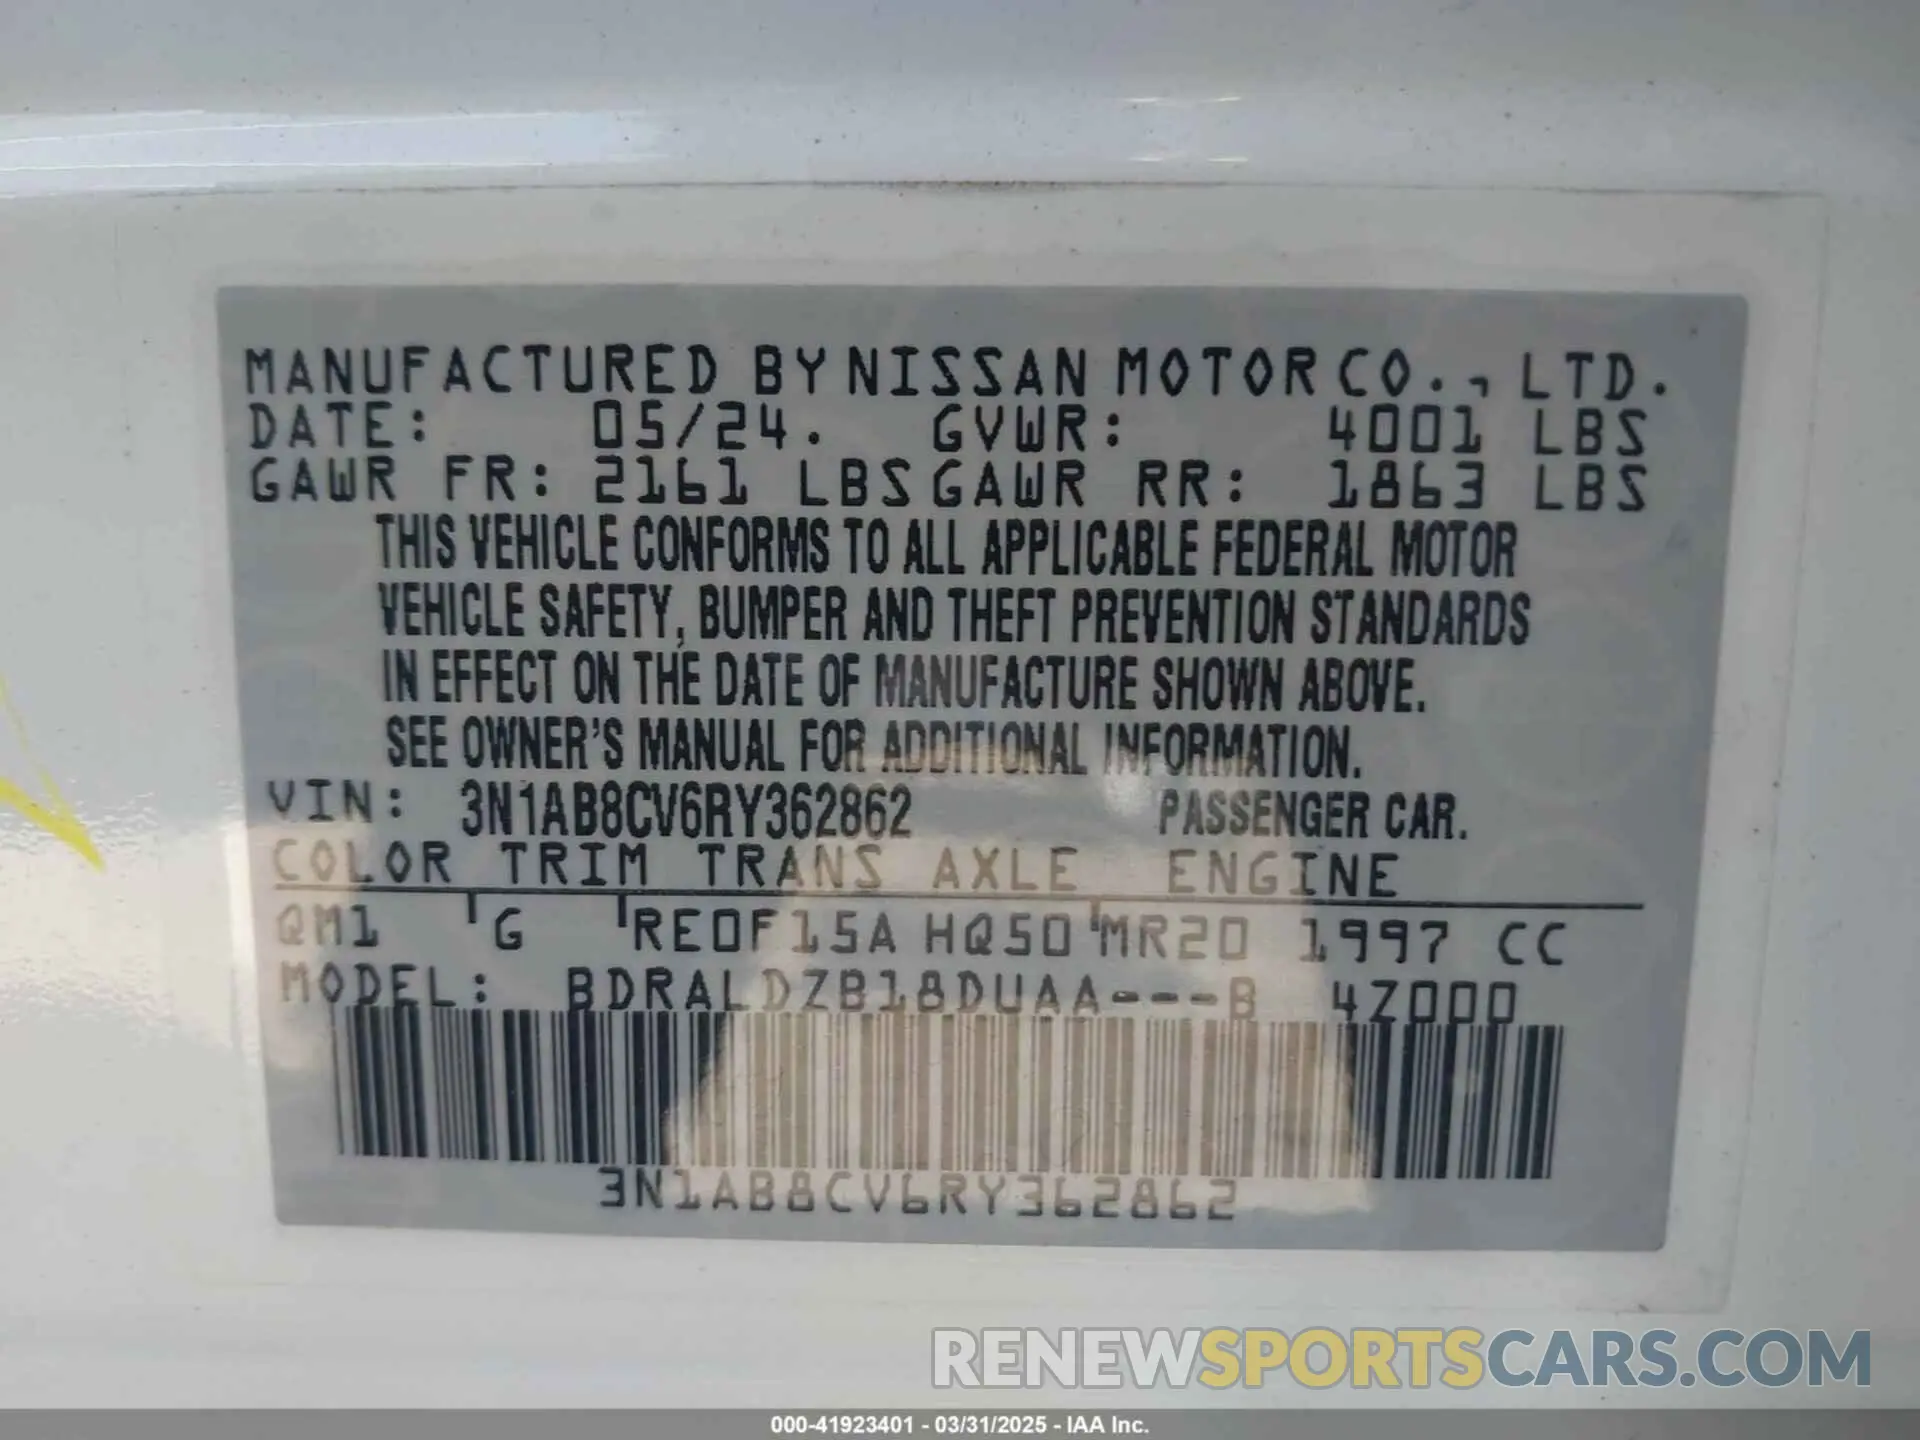 MANUFACTURED BY NISSAN MOTOR CO., LTD.
DATE: 05/24. GVWR: 4001 LBS
GAWR FR: 2161 LBS GAWR RR: 1863 LBS
THIS VEHICLE CONFORMS TO ALL APPLICABLE FEDERAL MOTOR
VEHICLE SAFETY, BUMPER AND THEFT PREVENTION STANDARDS
IN EFFECT ON THE DATE OF MANUFACTURE SHOWN ABOVE.
SEE OWNER'S MANUAL FOR ADDITIONAL INFORMATION.
VIN: 3N1AB8CV6RY362862 PASSENGER CAR.
COLOR TRIM TRANS AXLE ENGINE
QM1 G RE0F15A HQ50 MR20 1997 CC
MODEL: BDRALDZB18DUAA---B 4Z000
3N1AB8CV6RY362862
RENEWSPORTSCARS.COM
000-41923401 - 03/31/2025 - IAA Inc.